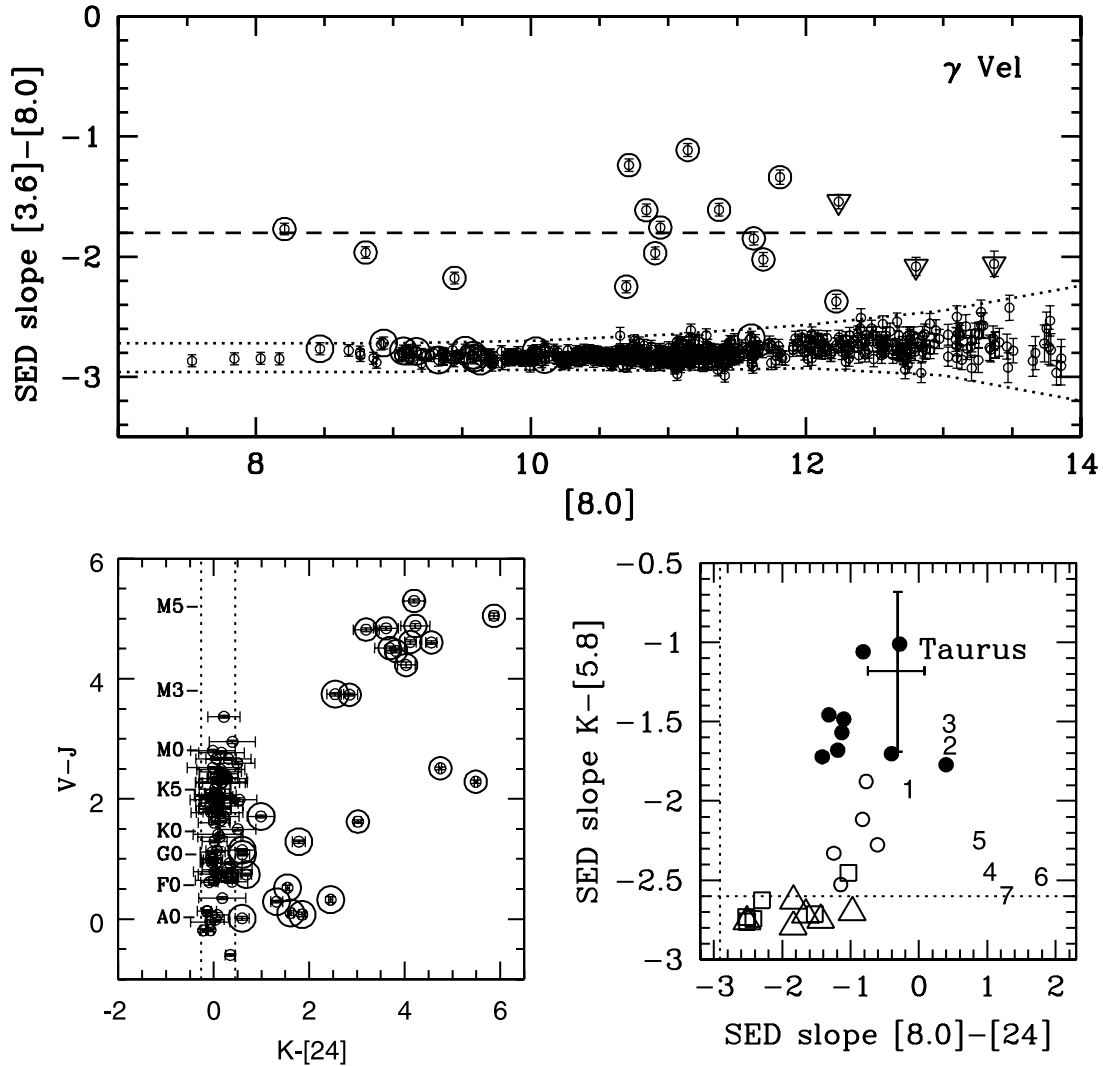 0
-1
-2
-3
SED slope [3.6]-[8.0]
γ Vel
8
10
12
14
[8.0]
6
4
2
0
V-J
M5
M3
M0
K5
K0
G0
F0
A0
-2
0
2
4
6
K-[24]
-0.5
-1
-1.5
-2
-2.5
-3
SED slope K-[5.8]
Taurus
3
2
1
5
4
6
7
-3
-2
-1
0
1
2
SED slope [8.0]-[24]